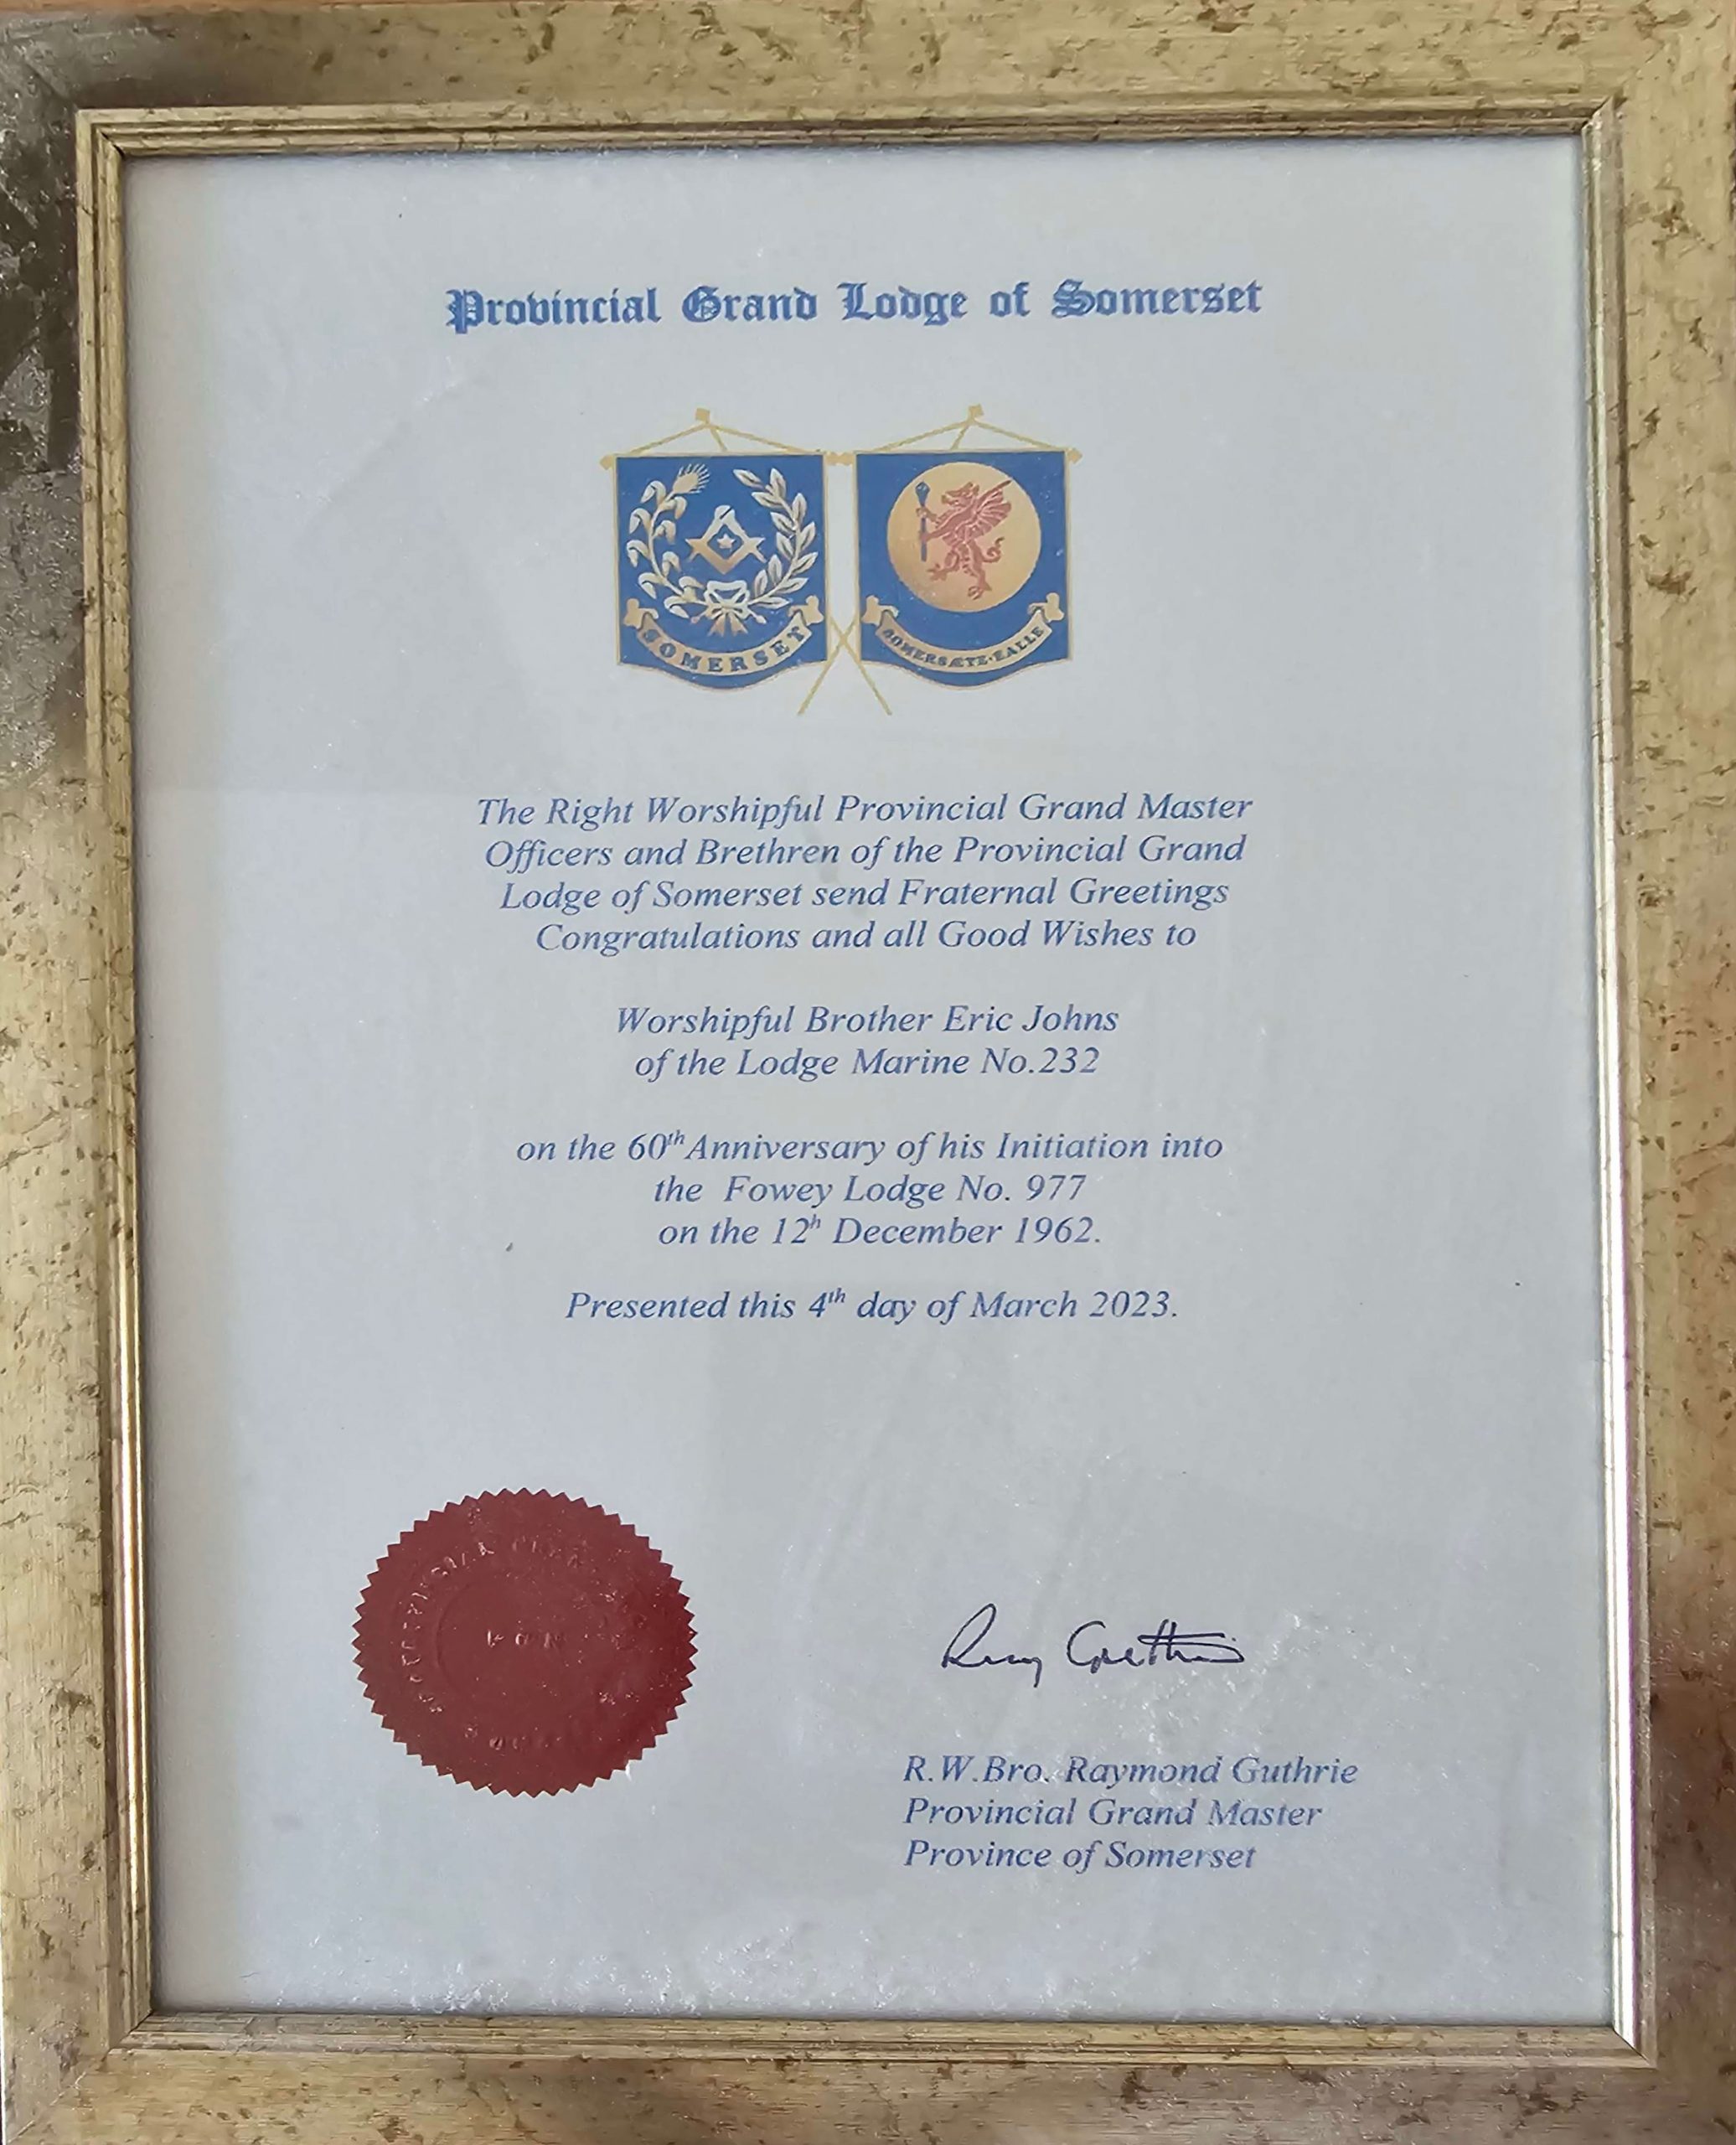 Provincial Grand Lodge of Somerset
SOMERSET
SOMERSÆTE·EALLE
The Right Worshipful Provincial Grand Master
Officers and Brethren of the Provincial Grand
Lodge of Somerset send Fraternal Greetings
Congratulations and all Good Wishes to
Worshipful Brother Eric Johns
of the Lodge Marine No.232
on the 60th Anniversary of his Initiation into
the Fowey Lodge No. 977
on the 12h December 1962.
Presented this 4th day of March 2023.
Ray Guthrie
R.W.Bro. Raymond Guthrie
Provincial Grand Master
Province of Somerset